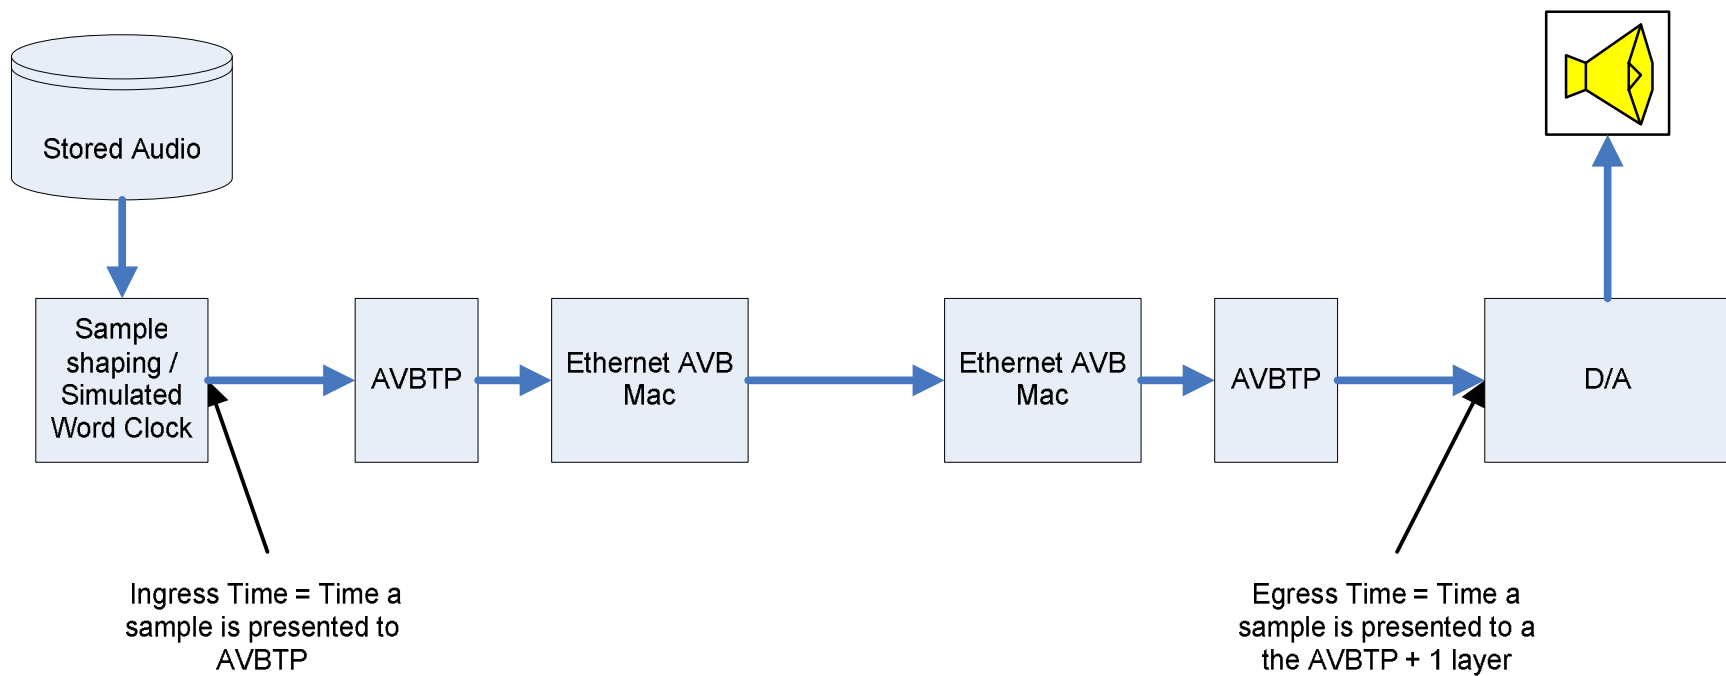 Stored Audio
Sample
shaping /
Simulated
Word Clock
AVBTP
Ethernet AVB
Mac
Ethernet AVB
Mac
AVBTP
D/A
Ingress Time = Time a
sample is presented to
AVBTP
Egress Time = Time a
sample is presented to a
the AVBTP + 1 layer